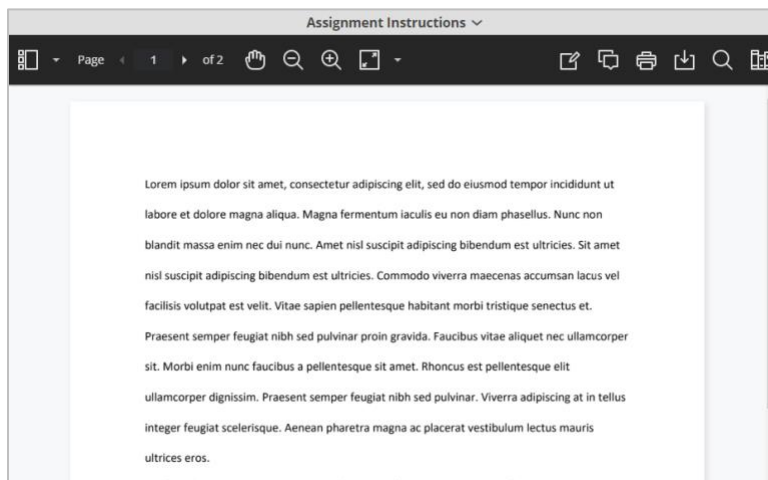 Assignment Instructions
Page 1 of 2
Lorem ipsum dolor sit amet, consectetur adipiscing elit, sed do eiusmod tempor incididunt ut
labore et dolore magna aliqua. Magna fermentum iaculis eu non diam phasellus. Nunc non
blandit massa enim nec dui nunc. Amet nisl suscipit adipiscing bibendum est ultricies. Sit amet
nisl suscipit adipiscing bibendum est ultricies. Commodo viverra maecenas accumsan lacus vel
facilisis volutpat est velit. Vitae sapien pellentesque habitant morbi tristique senectus et.
Praesent semper feugiat nibh sed pulvinar proin gravida. Faucibus vitae aliquet nec ullamcorper
sit. Morbi enim nunc faucibus a pellentesque sit amet. Rhoncus est pellentesque elit
ullamcorper dignissim. Praesent semper feugiat nibh sed pulvinar. Viverra adipiscing at in tellus
integer feugiat scelerisque. Aenean pharetra magna ac placerat vestibulum lectus mauris
ultrices eros.